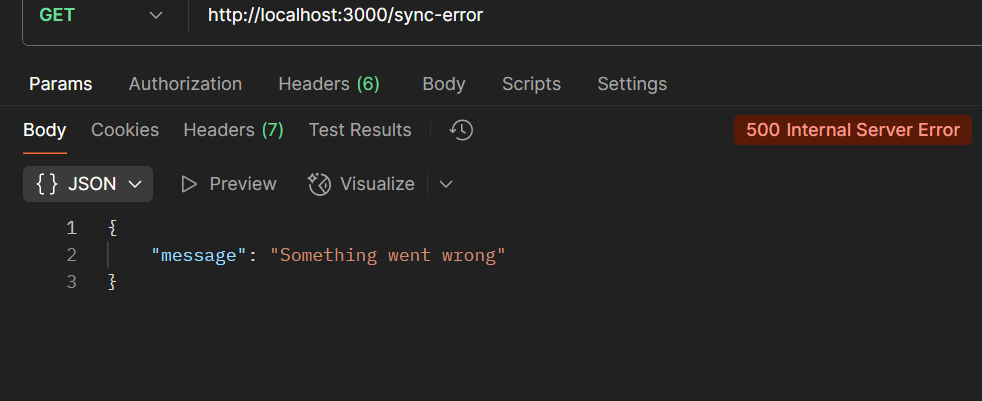 GET http://localhost:3000/sync-error
Params Authorization Headers (6) Body Scripts Settings
Body Cookies Headers (7) Test Results 500 Internal Server Error
{} JSON Preview Visualize
1 {
2 "message": "Something went wrong"
3 }